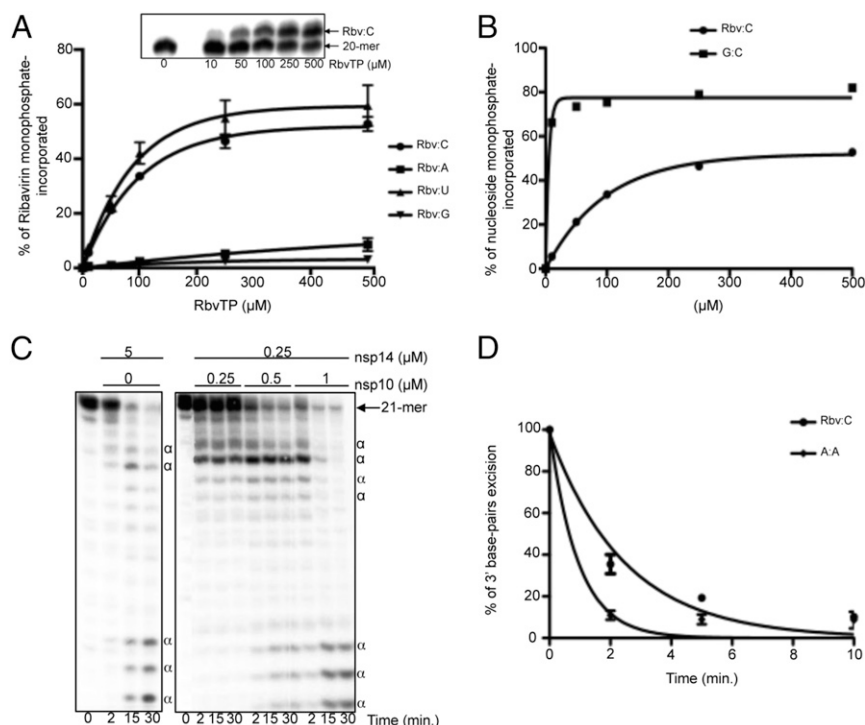 A
Rbv:C
20-mer
0 10 50 100 250 500
RbvTP (µM)
% of Ribavirin monophosphate-
incorporated
80
60
40
20
0
0 100 200 300 400 500
RbvTP (µM)
Rbv:C
Rbv:A
Rbv:U
Rbv:G
B
Rbv:C
G:C
% of nucleoside monophosphate-
incorporated
100
80
60
40
20
0
0 100 200 300 400 500
(µM)
C
5 0.25 nsp14 (µM)
0 0.25 0.5 1 nsp10 (µM)
21-mer
α
α
α
α
α
α
α
α
α
α
α
α
0 2 15 30 0 2 15 30 2 15 30 2 15 30 Time (min.)
D
Rbv:C
A:A
% of 3' base-pairs excision
100
80
60
40
20
0
0 2 4 6 8 10
Time (min.)